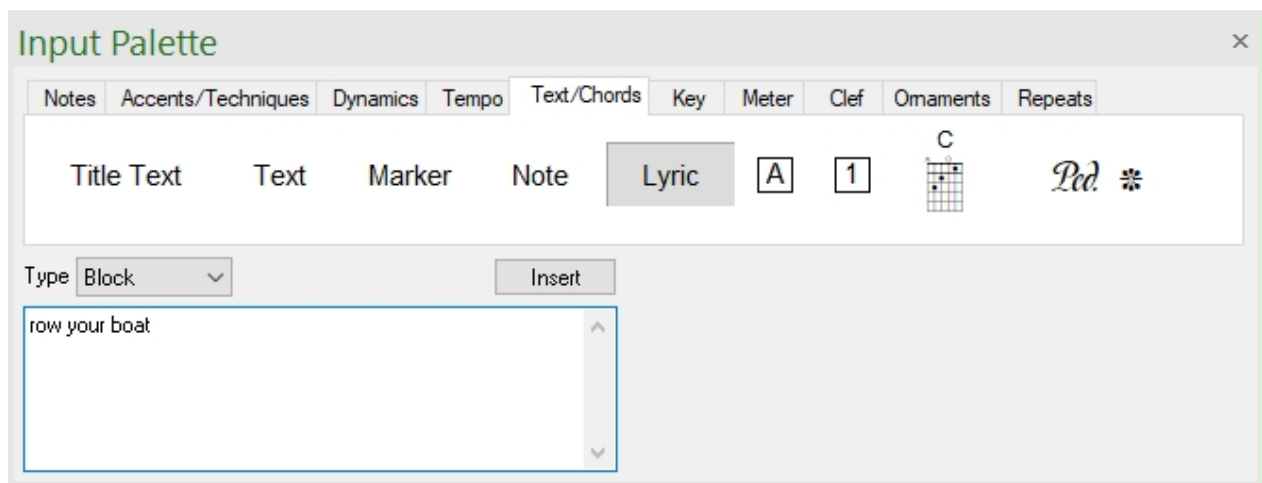 Input Palette
Notes Accents/Techniques Dynamics Tempo Text/Chords Key Meter Clef Ornaments Repeats
C
Title Text Text Marker Note Lyric A 1 Ped.
Type Block Insert
row your boat